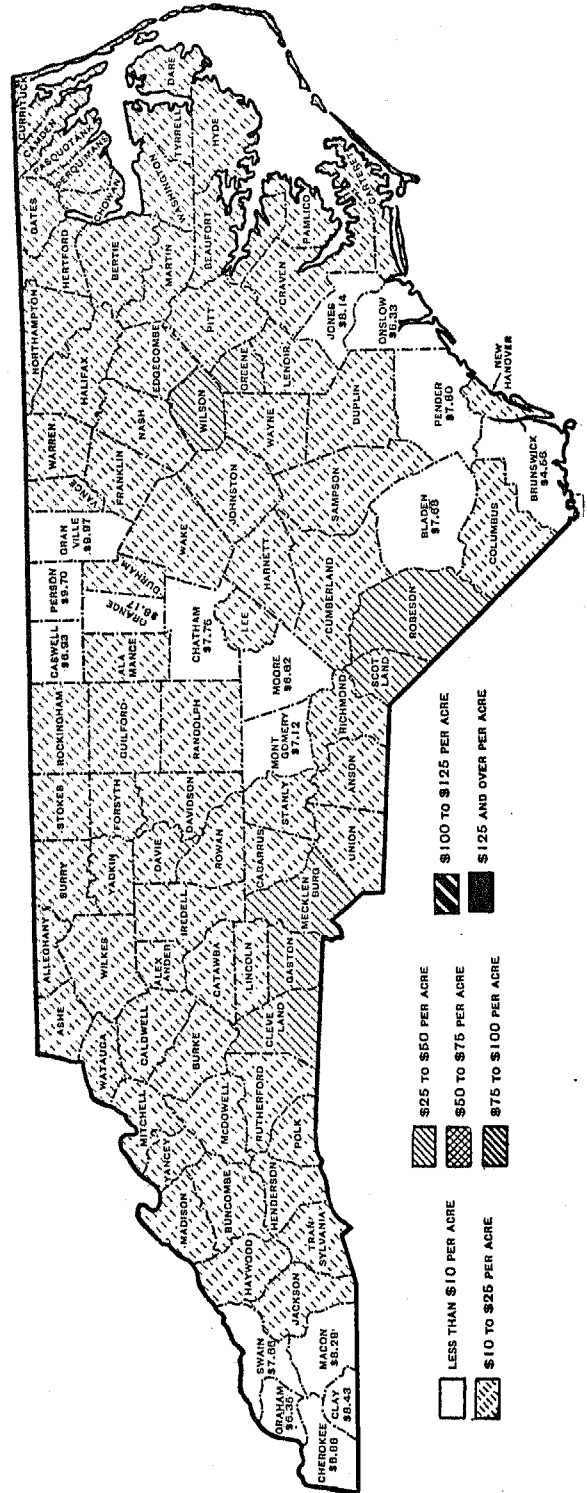 ALLEGHANY
ASHE
SURRY
STOKES
ROCKINGHAM
CASWELL
$6.93
PERSON
$9.70
GRAN
VILLE
$9.97
VANCE
WARREN
NORTHAMPTON
HALIFAX
HERTFORD
GATES
CURRITUCK
CAMDEN
PASQUOTANK
PERQUIMANS
CHOWAN
WATAUGA
WILKES
YADKIN
FORSYTH
GUILFORD
ALA
MANCE
ORANGE
$8.17
DURHAM
FRANKLIN
NASH
EDGECOMBE
BERTIE
MARTIN
WASHINGTON
TYRRELL
DARE
MITCHELL
YANCEY
MADISON
CALDWELL
ALEX
ANDER
IREDELL
DAVIE
DAVIDSON
RANDOLPH
CHATHAM
$7.76
WAKE
WILSON
PITT
BEAUFORT
HYDE
HAYWOOD
BUNCOMBE
MCDOWELL
BURKE
CATAWBA
ROWAN
LEE
JOHNSTON
GREENE
CRAVEN
PAMLICO
SWAIN
$7.66
GRAHAM
$6.35
JACKSON
HENDERSON
RUTHERFORD
CLEVE
LAND
LINCOLN
GASTON
MECKLEN
BURG
CABARRUS
STANLY
MONT
GOMERY
$7.12
MOORE
$6.62
HARNETT
WAYNE
LENOIR
JONES
$8.14
CARTERET
CHEROKEE
CLAY
$8.43
MACON
$8.28
TRAN
SYLVANIA
POLK
UNION
ANSON
RICHMOND
SCOT
LAND
CUMBERLAND
SAMPSON
DUPLIN
ONSLOW
$6.33
ROBESON
BLADEN
PENDER
$7.80
COLUMBUS
BRUNSWICK
$4.56
NEW
HANOVER
LESS THAN $10 PER ACRE
$10 TO $25 PER ACRE
$25 TO $50 PER ACRE
$50 TO $75 PER ACRE
$75 TO $100 PER ACRE
$100 TO $125 PER ACRE
$125 AND OVER PER ACRE